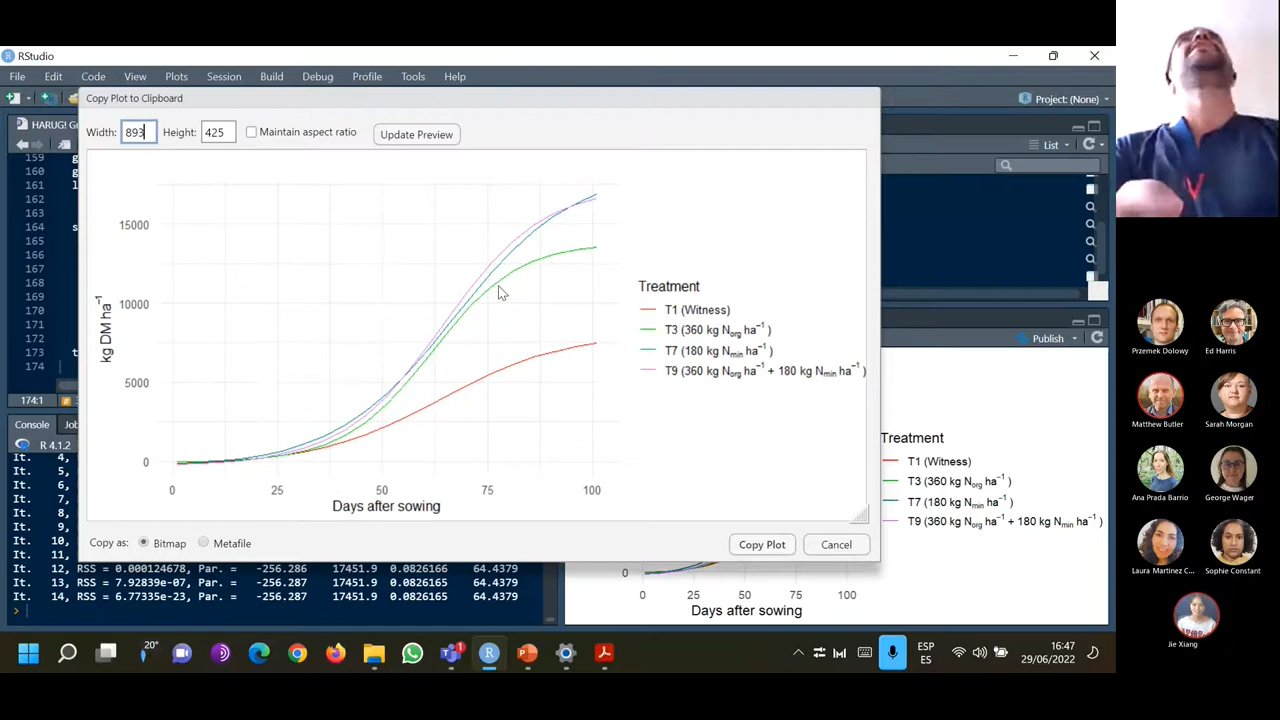 RStudio
File Edit Code View Plots Session Build Debug Profile Tools Help
Copy Plot to Clipboard
Project: (None)
Width: 893 Height: 425 Maintain aspect ratio Update Preview
HARUG! G
List
159
160
161
162
163
164
165
166
167
168
169
170
171
172
173
174
174:1
15000
10000
5000
0
kg DM ha⁻¹
0 25 50 75 100
Days after sowing
Treatment
T1 (Witness)
T3 (360 kg Norg ha⁻¹ )
T7 (180 kg Nmin ha⁻¹ )
T9 (360 kg Norg ha⁻¹ + 180 kg Nmin ha⁻¹ )
Copy as: Bitmap Metafile
Copy Plot Cancel
Publish
Treatment
T1 (Witness)
T3 (360 kg Norg ha⁻¹ )
T7 (180 kg Nmin ha⁻¹ )
T9 (360 kg Norg ha⁻¹ + 180 kg Nmin ha⁻¹ )
0
0 25 50 75 100
Days after sowing
Console Job
R 4.1.2
It. 4,
It. 5,
It. 6,
It. 7,
It. 8,
It. 9,
It. 10,
It. 11,
It. 12, RSS = 0.000124678, Par. = -256.286 17451.9 0.0826166 64.4379
It. 13, RSS = 7.92839e-07, Par. = -256.287 17451.9 0.0826165 64.4379
It. 14, RSS = 6.77335e-23, Par. = -256.287 17451.9 0.0826165 64.4379
>
20°
ESP
ES
16:47
29/06/2022
Przemek Dolowy
Ed Harris
Matthew Butler
Sarah Morgan
Ana Prada Barrio
George Wager
Laura Martinez C...
Sophie Constant
Jie Xiang